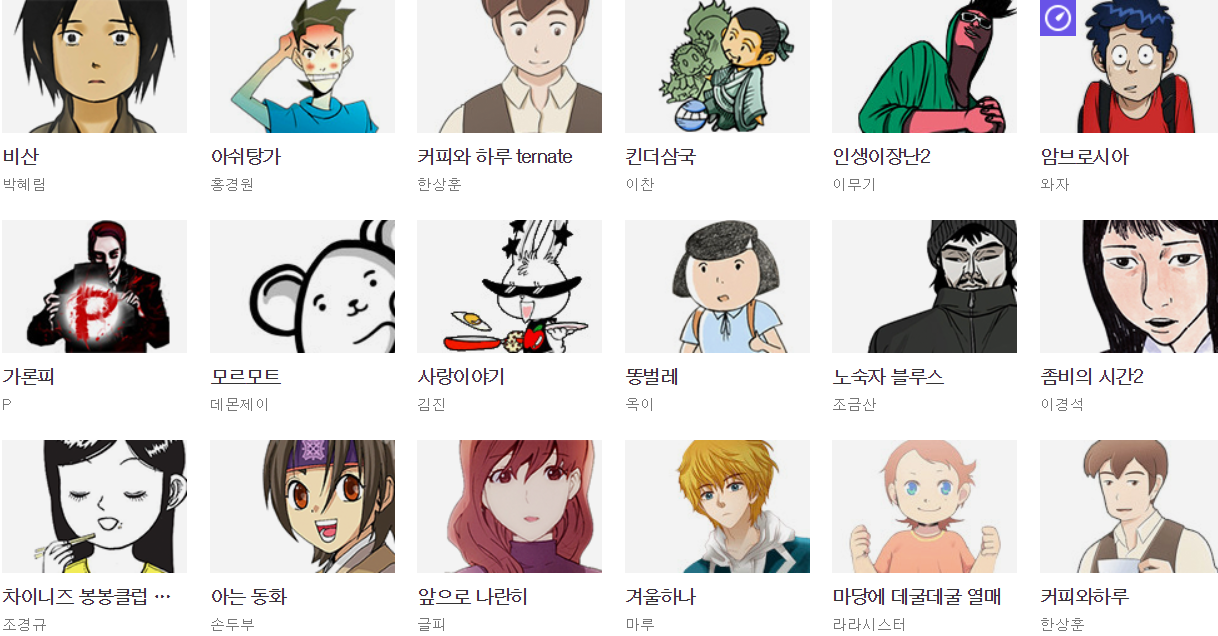 비산
박혜림
아쉬탕가
홍경원
커피와 하루 ternate
한상훈
킨더삼국
이찬
인생이장난2
이무기
암브로시아
와자
가론피
P
모르모트
데몬제이
사랑이야기
김진
똥벌레
옥이
노숙자 블루스
조금산
좀비의 시간2
이경석
P
차이니즈 봉봉클럽 ⋯
조경규
아는 동화
손두부
앞으로 나란히
글피
겨울하나
마루
마당에 데굴데굴 열매
라라시스터
커피와하루
한상훈